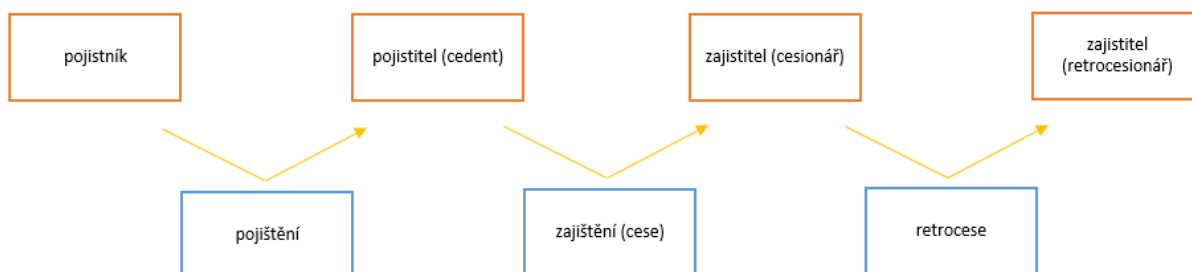 pojistník
pojistitel (cedent)
zajistitel (cesionář)
zajistitel
(retrocesionář)
pojištění
zajištění (cese)
retrocese